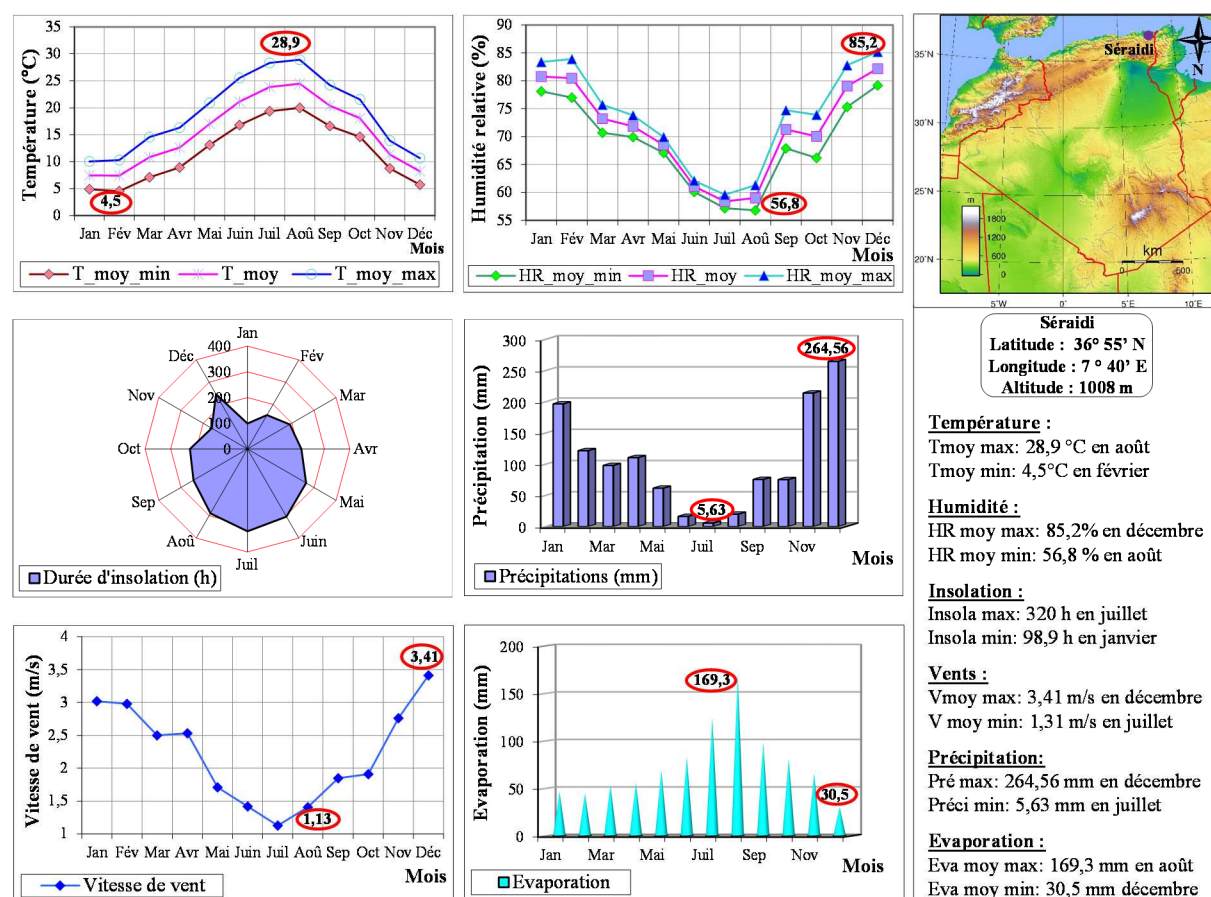 35
30
25
20
15
10
5
0
Température (°C)
28,9
4,5
Jan Fév Mar Avr Mai Juin Juil Aoû Sep Oct Nov Déc
Mois
T_moy_min T_moy T_moy_max
90
85
80
75
70
65
60
55
Humidité relative (%)
85,2
56,8
Jan Fév Mar Avr Mai Juin Juil Aoû Sep Oct Nov Déc
Mois
HR_moy_min HR_moy HR_moy_max
35°N
30°N
25°N
20°N
Séraidi
N
m
1800
1200
600
0
km
0 500
5°W 0° 5°E 10°E
Séraidi
Latitude : 36° 55’ N
Longitude : 7 ° 40’ E
Altitude : 1008 m
Jan
Fév
Mar
Avr
Mai
Juin
Juil
Aoû
Sep
Oct
Nov
Déc
400
300
200
100
0
Durée d'insolation (h)
300
250
200
150
100
50
0
Précipitation (mm)
264,56
5,63
Jan Mar Mai Juil Sep Nov
Mois
Précipitations (mm)
4
3,5
3
2,5
2
1,5
1
Vitesse de vent (m/s)
3,41
1,13
Jan Fév Mar Avr Mai Juin Juil Aoû Sep Oct Nov Déc
Mois
Vitesse de vent
200
150
100
50
0
Evaporation (mm)
169,3
30,5
Jan Mar Mai Juil Sep Nov
Mois
Evaporation
Température :
Tmoy max: 28,9 °C en août
Tmoy min: 4,5°C en février
Humidité :
HR moy max: 85,2% en décembre
HR moy min: 56,8 % en août
Insolation :
Insola max: 320 h en juillet
Insola min: 98,9 h en janvier
Vents :
Vmoy max: 3,41 m/s en décembre
V moy min: 1,31 m/s en juillet
Précipitation:
Pré max: 264,56 mm en décembre
Préci min: 5,63 mm en juillet
Evaporation :
Eva moy max: 169,3 mm en août
Eva moy min: 30,5 mm décembre